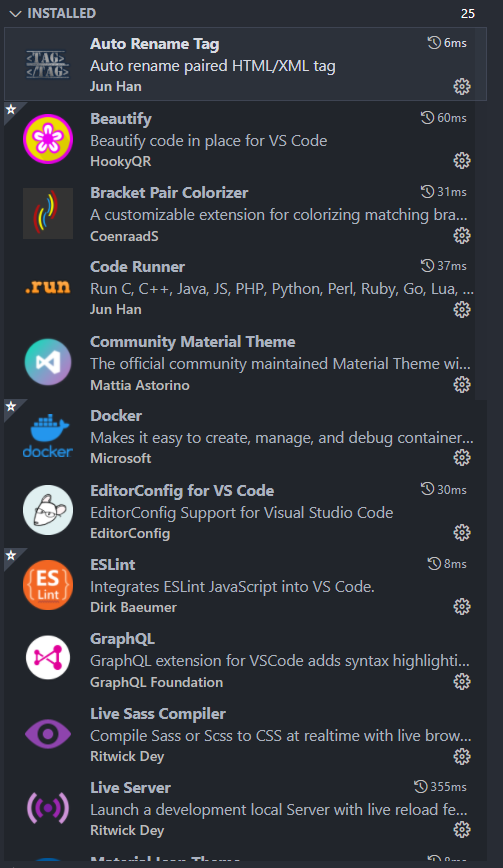 INSTALLED 25
<TAG>
</TAG>
Auto Rename Tag 6ms
Auto rename paired HTML/XML tag
Jun Han
Beautify 60ms
Beautify code in place for VS Code
HookyQR
Bracket Pair Colorizer 31ms
A customizable extension for colorizing matching bra...
CoenraadS
.run
Code Runner 37ms
Run C, C++, Java, JS, PHP, Python, Perl, Ruby, Go, Lua, ...
Jun Han
Community Material Theme
The official community maintained Material Theme wi...
Mattia Astorino
docker
Docker
Makes it easy to create, manage, and debug container...
Microsoft
EditorConfig for VS Code 30ms
EditorConfig Support for Visual Studio Code
EditorConfig
{ES
Lint}
ESLint 8ms
Integrates ESLint JavaScript into VS Code.
Dirk Baeumer
GraphQL
GraphQL extension for VSCode adds syntax highlighti...
GraphQL Foundation
Live Sass Compiler
Compile Sass or Scss to CSS at realtime with live brow...
Ritwick Dey
Live Server 355ms
Launch a development local Server with live reload fe...
Ritwick Dey
Material Icon Theme 8ms